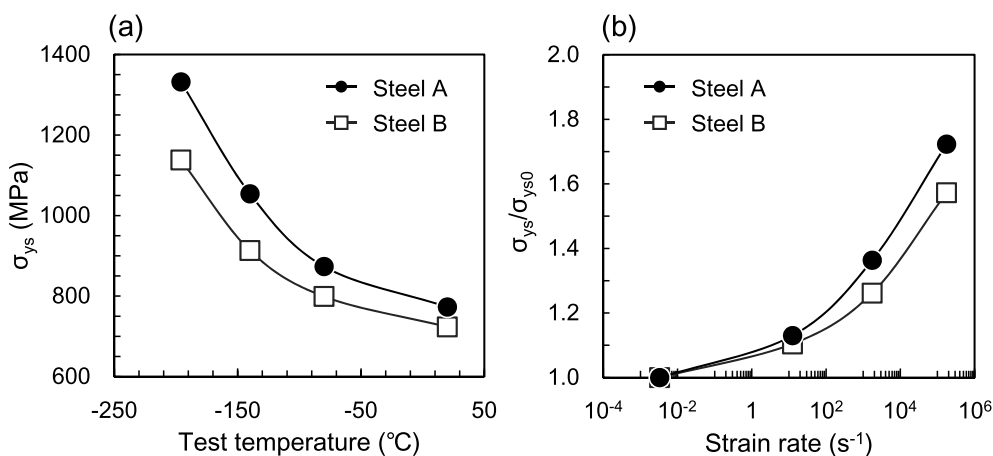 (a)
1400
1200
1000
800
600
-250
-150
-50
50
σys (MPa)
Test temperature (℃)
Steel A
Steel B
(b)
2.0
1.8
1.6
1.4
1.2
1.0
10-4
10-2
1
102
104
106
σys/σys0
Strain rate (s-1)
Steel A
Steel B